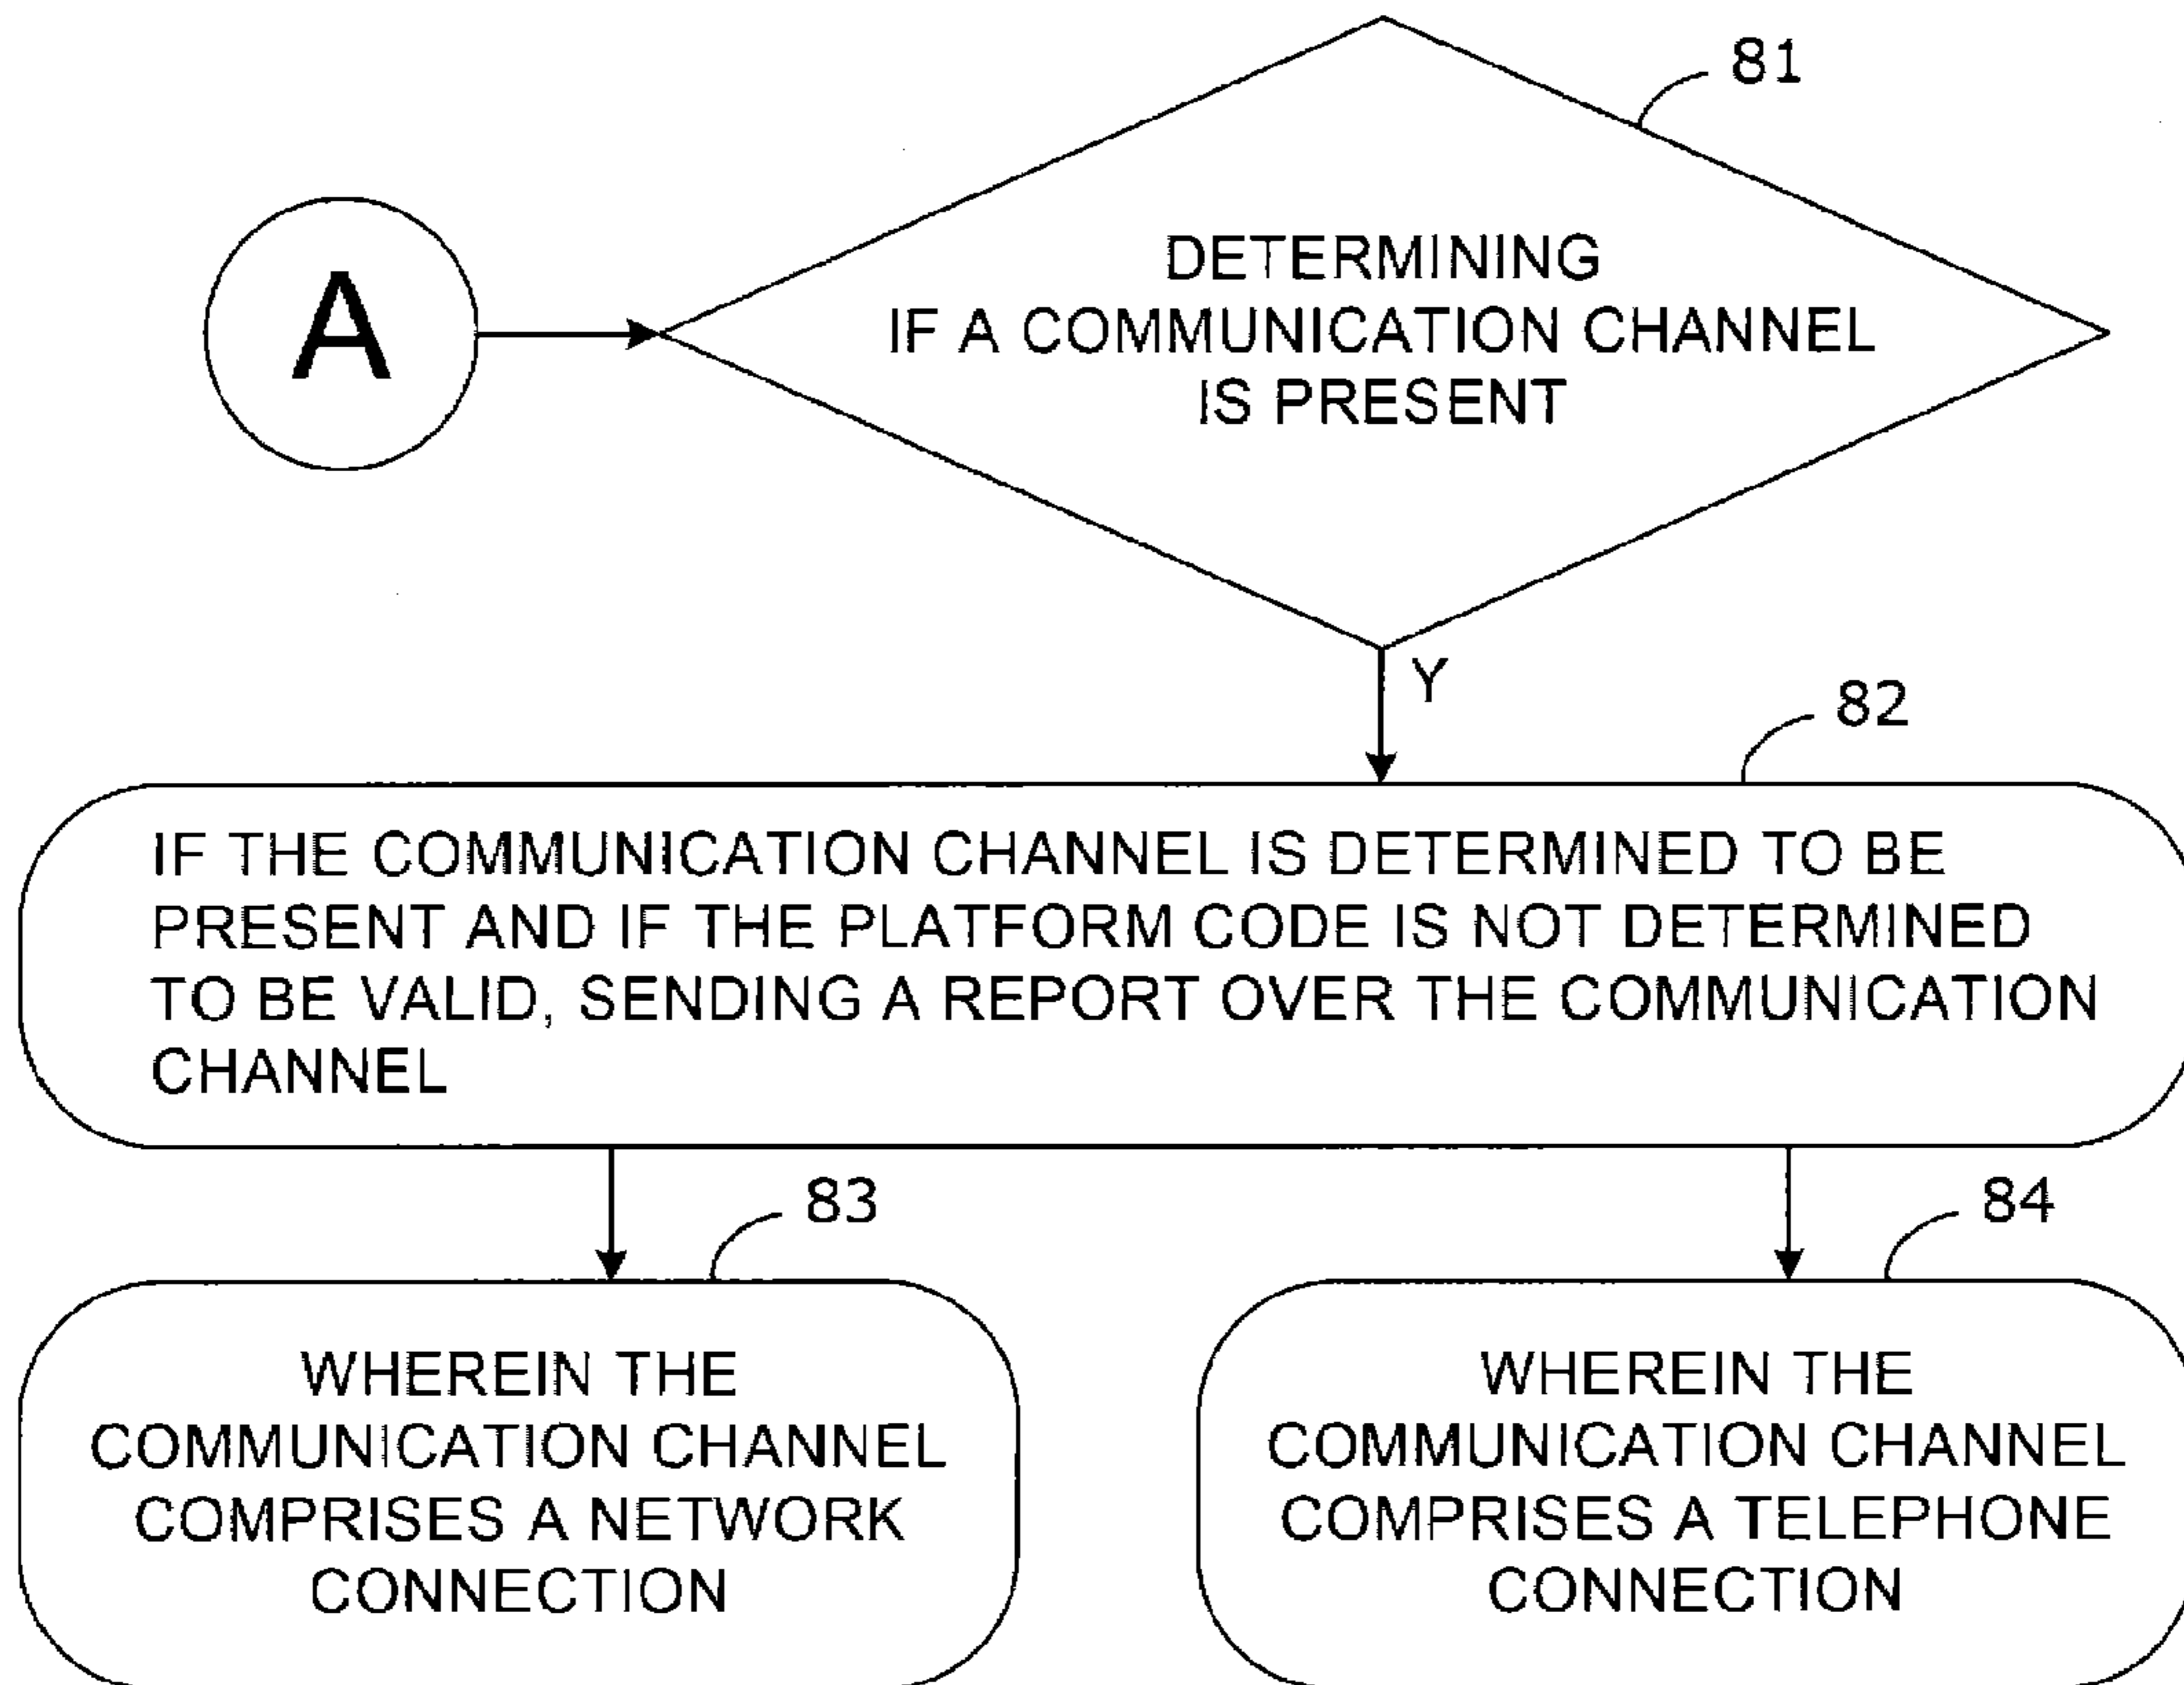 81
A
DETERMINING
IF A COMMUNICATION CHANNEL
IS PRESENT
Y
82
IF THE COMMUNICATION CHANNEL IS DETERMINED TO BE
PRESENT AND IF THE PLATFORM CODE IS NOT DETERMINED
TO BE VALID, SENDING A REPORT OVER THE COMMUNICATION
CHANNEL
83
WHEREIN THE
COMMUNICATION CHANNEL
COMPRISES A NETWORK
CONNECTION
84
WHEREIN THE
COMMUNICATION CHANNEL
COMPRISES A TELEPHONE
CONNECTION